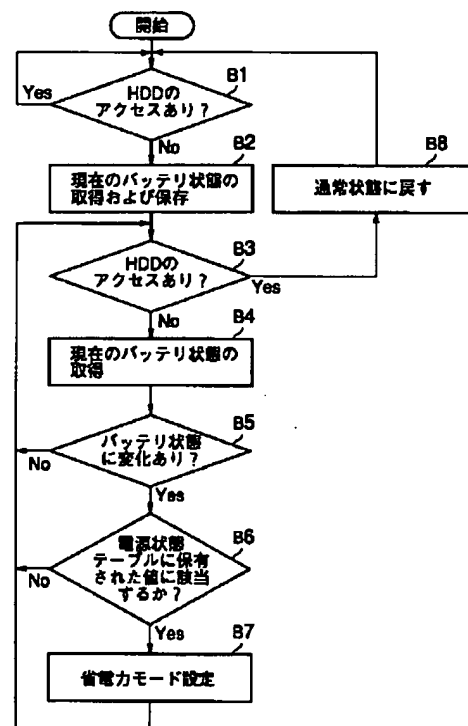 開始
B1
HDDの
アクセスあり?
Yes
No
B2
現在のバッテリ状態の
取得および保存
B8
通常状態に戻す
B3
HDDの
アクセスあり?
Yes
No
B4
現在のバッテリ状態の
取得
B5
バッテリ状態
に変化あり?
No
Yes
B6
電源状態
テーブルに保有
された値に該当
するか?
No
Yes
B7
省電力モード設定